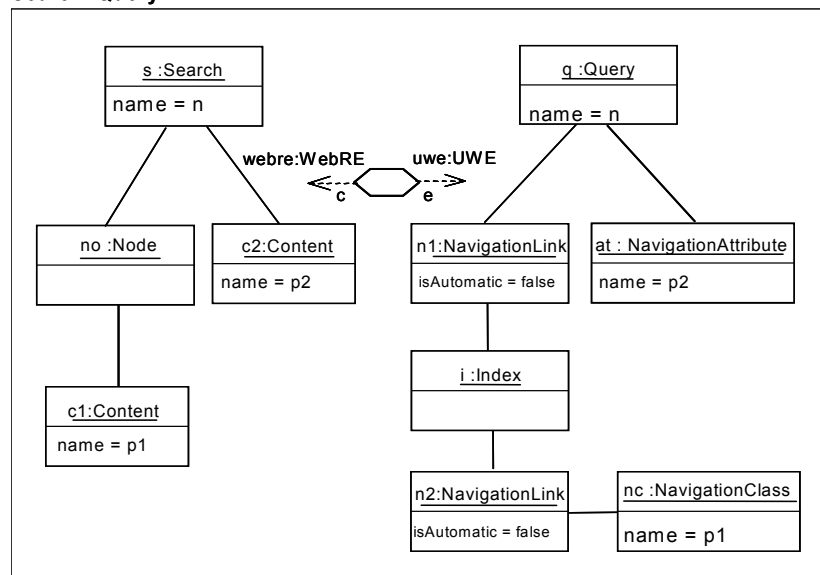 s :Search
name = n
q :Query
name = n
webre:WebRE
uwe:UWE
c
e
no :Node
c2:Content
name = p2
n1:NavigationLink
isAutomatic = false
at : NavigationAttribute
name = p2
i :Index
c1:Content
name = p1
n2:NavigationLink
isAutomatic = false
nc :NavigationClass
name = p1